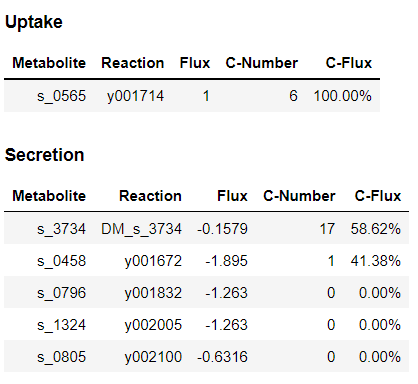 Uptake
Metabolite Reaction Flux C-Number C-Flux
s_0565 y001714 1 6 100.00%
Secretion
Metabolite Reaction Flux C-Number C-Flux
s_3734 DM_s_3734 -0.1579 17 58.62%
s_0458 y001672 -1.895 1 41.38%
s_0796 y001832 -1.263 0 0.00%
s_1324 y002005 -1.263 0 0.00%
s_0805 y002100 -0.6316 0 0.00%